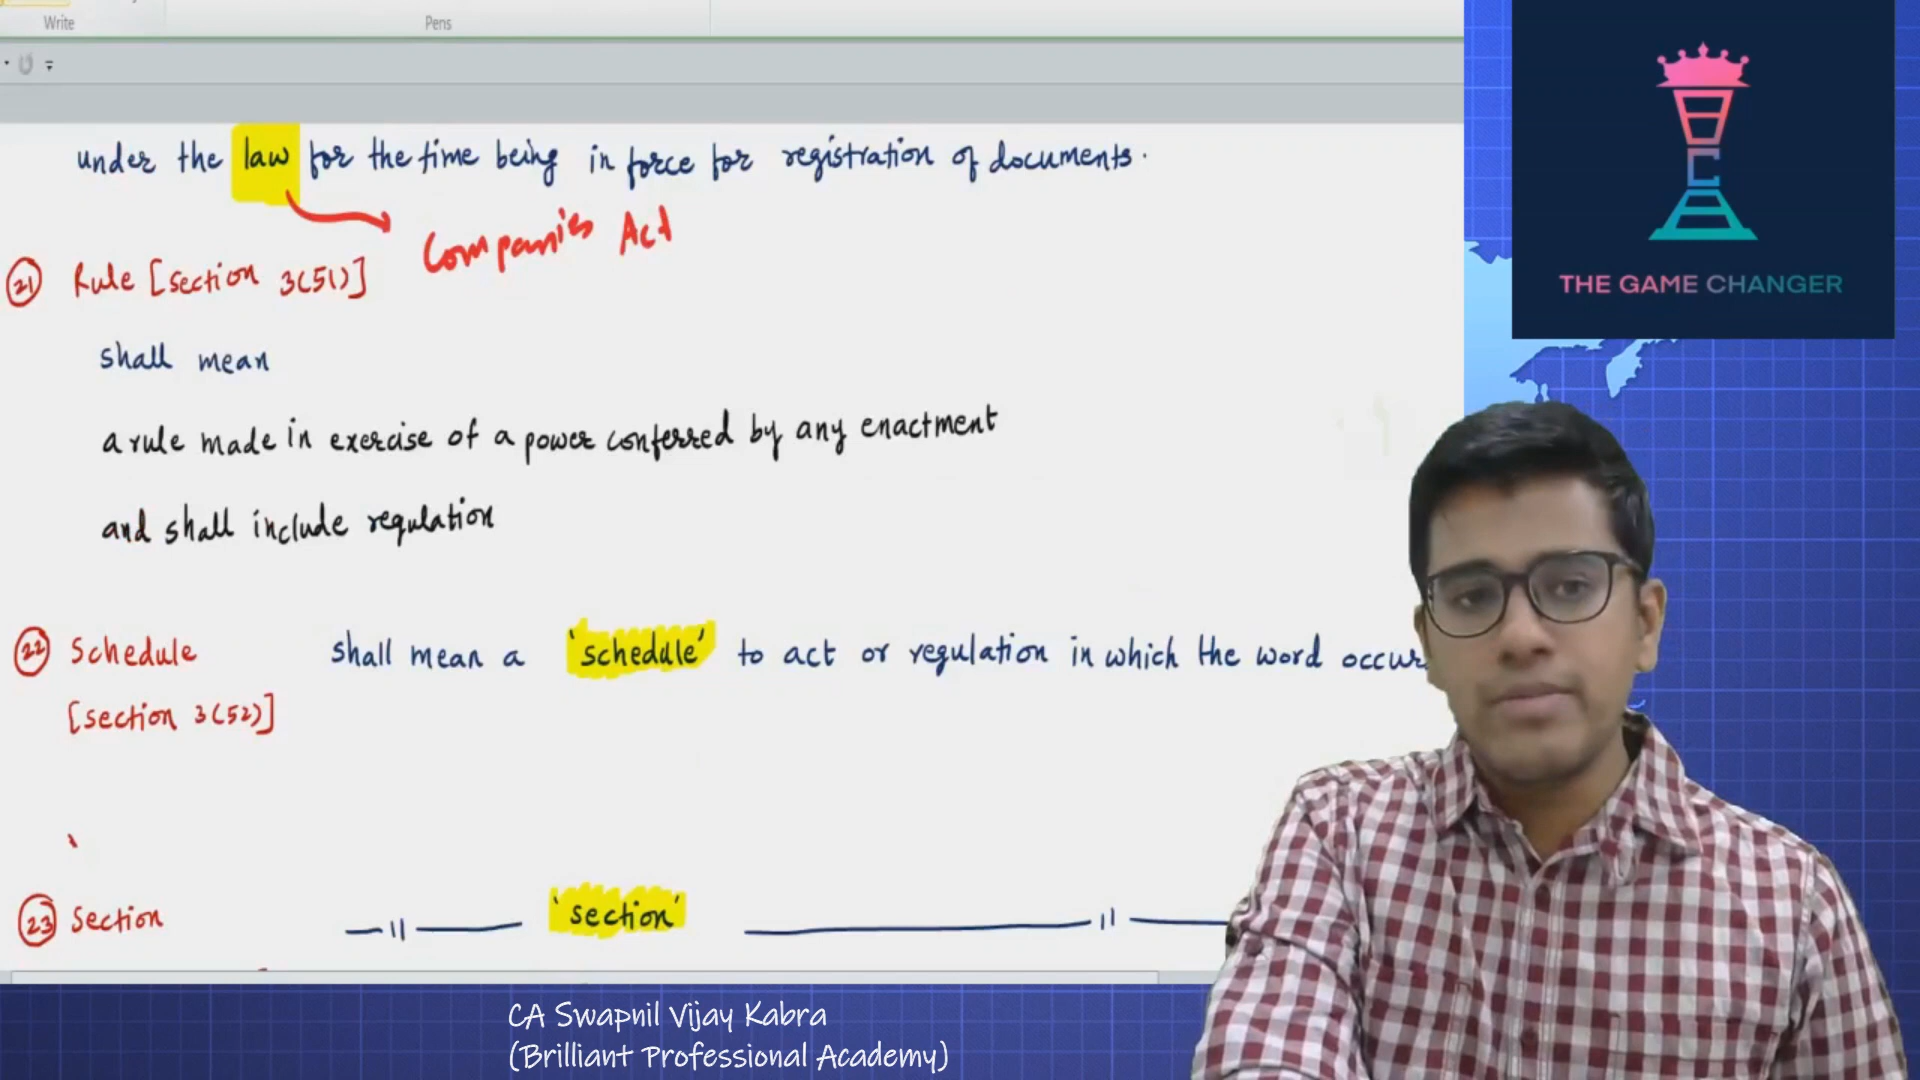 Write
Pens
under the law for the time being in force for registration of documents.
Companies Act
21 Rule [section 3(51)]
shall mean
a rule made in exercise of a power conferred by any enactment
and shall include regulation
22 Schedule shall mean a 'schedule' to act or regulation in which the word occur
[section 3(52)]
23 Section —11— 'section' —11—
THE GAME CHANGER
CA Swapnil Vijay Kabra
(Brilliant Professional Academy)